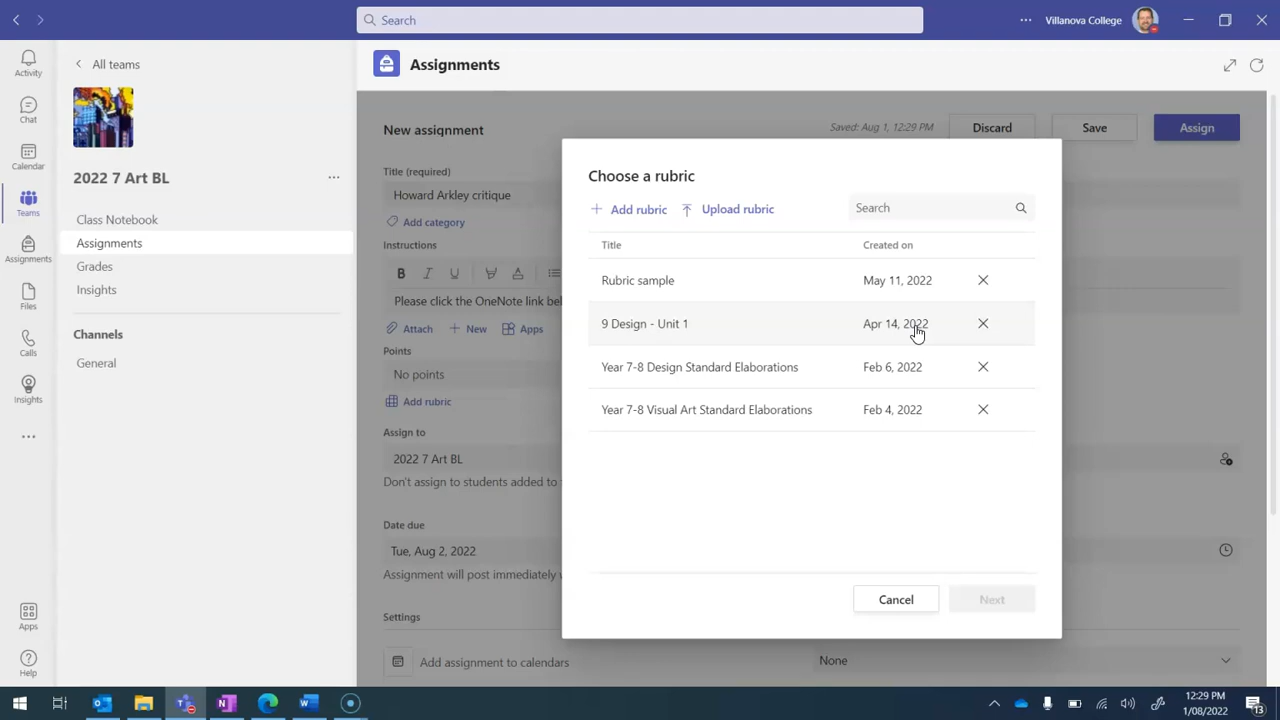 Search
Villanova College
Activity
Chat
Calendar
Teams
Assignments
Files
Calls
Insights
Apps
Help
All teams
2022 7 Art BL
Class Notebook
Assignments
Grades
Insights
Channels
General
Assignments
New assignment
Saved: Aug 1, 12:29 PM
Discard
Save
Assign
Title (required)
Howard Arkley critique
Add category
Instructions
B I U
Please click the OneNote link bel
Attach
New
Apps
Points
No points
Add rubric
Assign to
2022 7 Art BL
Don't assign to students added to
Date due
Tue, Aug 2, 2022
Assignment will post immediately
Settings
Add assignment to calendars
None
Choose a rubric
Add rubric
Upload rubric
Search
Title Created on
Rubric sample May 11, 2022
9 Design - Unit 1 Apr 14, 2022
Year 7-8 Design Standard Elaborations Feb 6, 2022
Year 7-8 Visual Art Standard Elaborations Feb 4, 2022
Cancel
Next
12:29 PM
1/08/2022
13